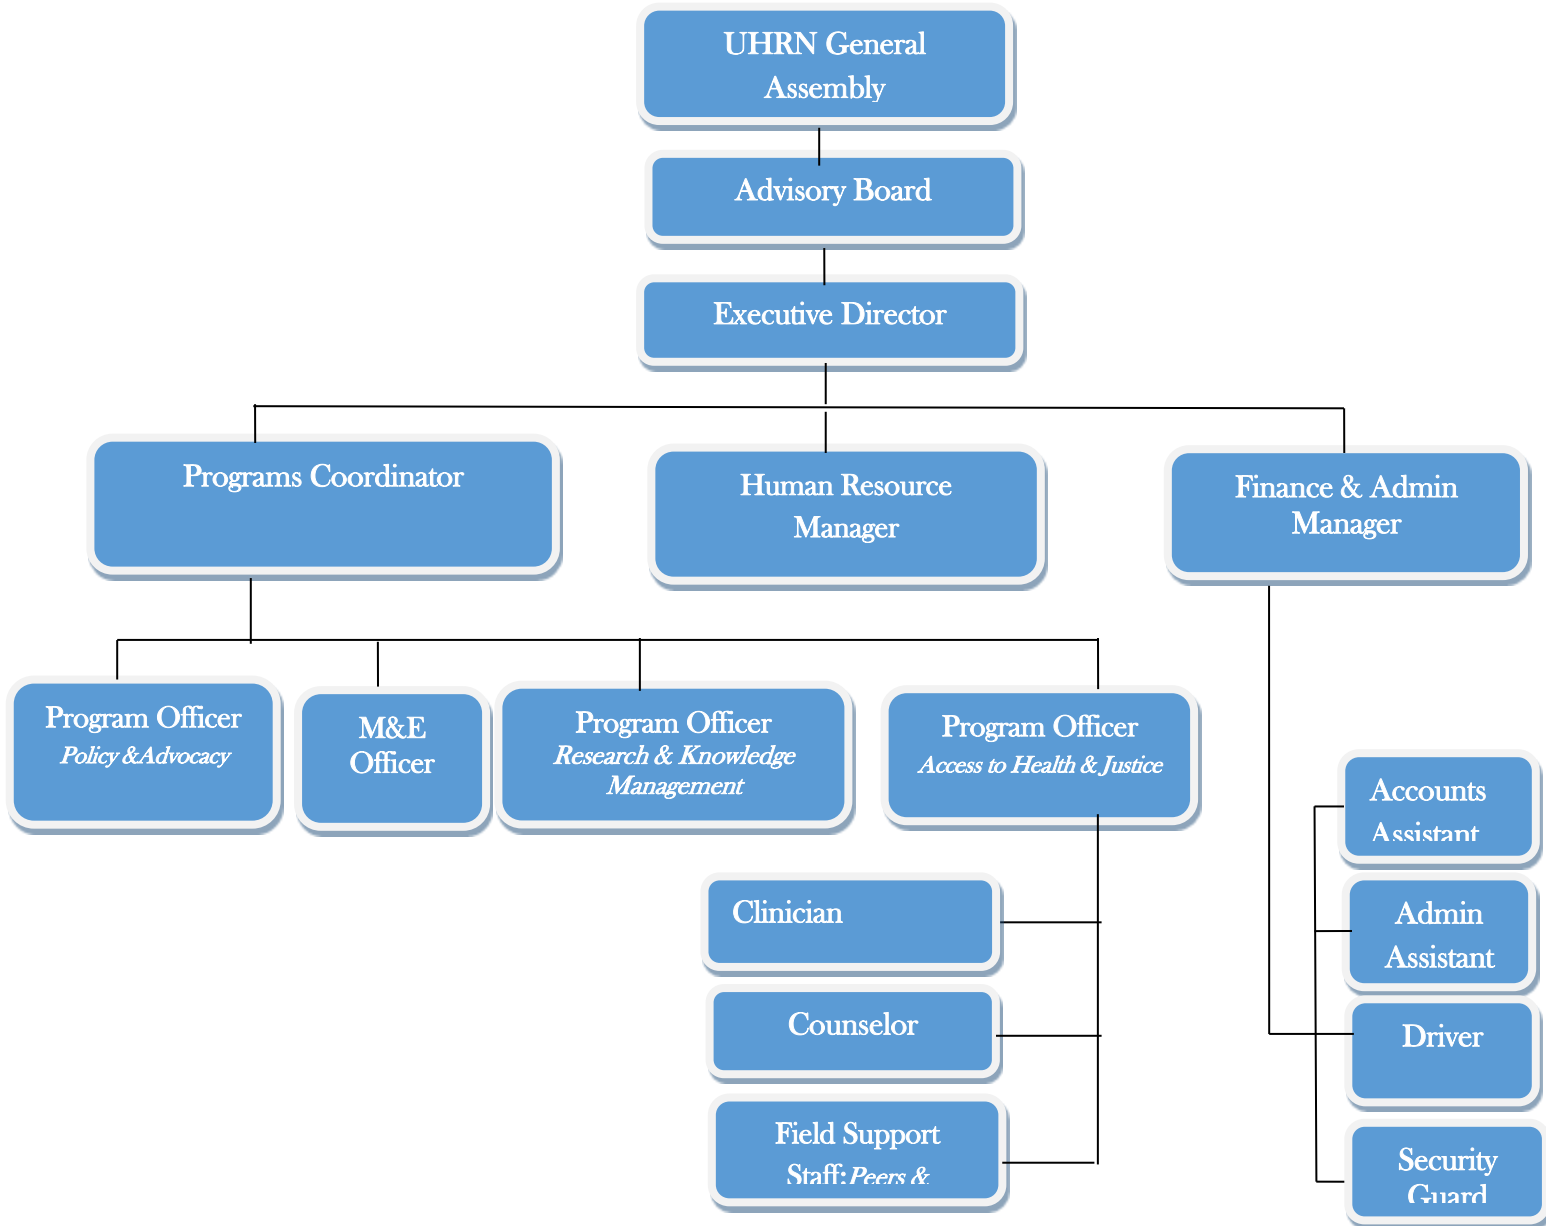 UHRN General
Assembly
Advisory Board
Executive Director
Programs Coordinator
Human Resource
Manager
Finance & Admin
Manager
Program Officer
Policy &Advocacy
M&E
Officer
Program Officer
Research & Knowledge
Management
Program Officer
Access to Health & Justice
Accounts
Assistant
Clinician
Admin
Assistant
Counselor
Driver
Field Support
Staff: Peers &
Security
Guard